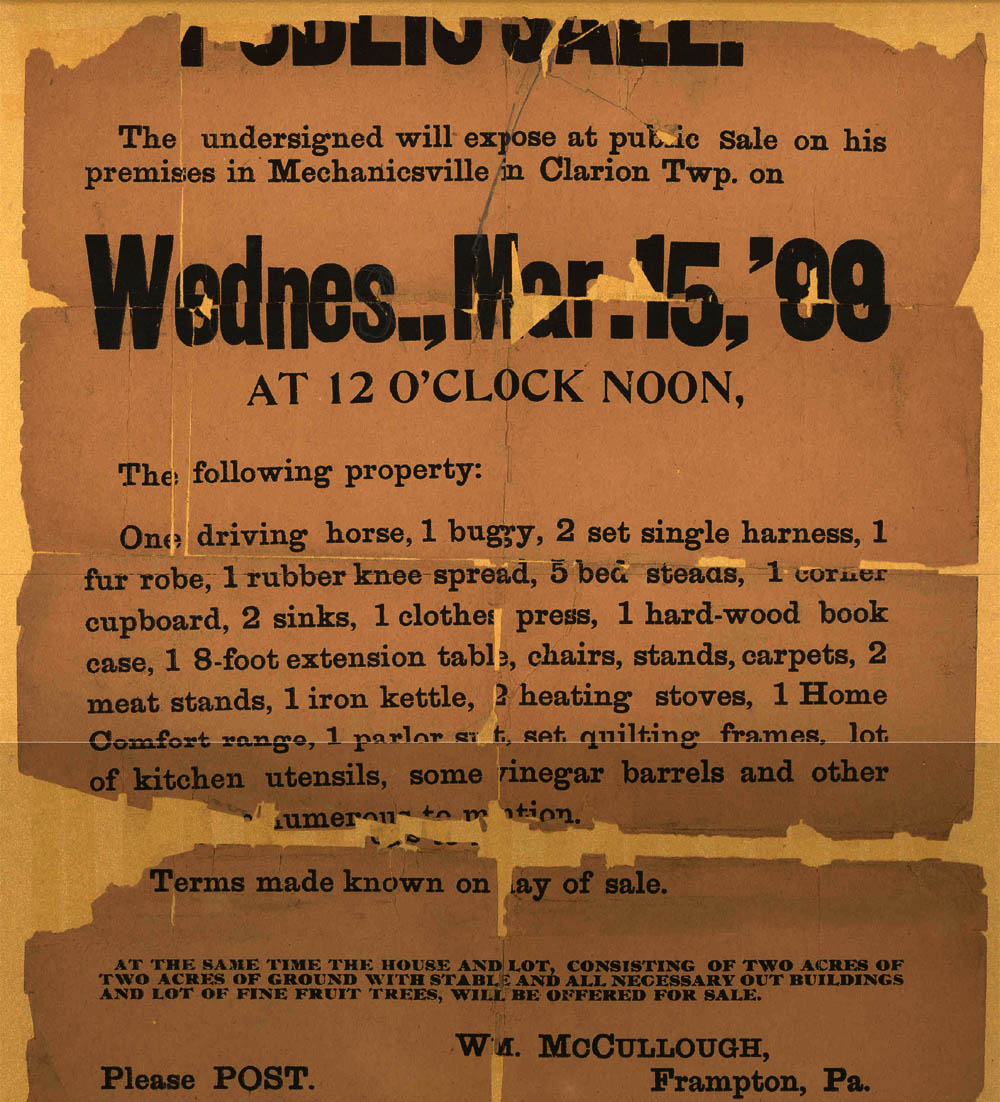 PUBLIC SALE.
The undersigned will expose at public Sale on his
premises in Mechanicsville in Clarion Twp. on
Wednes., Mar. 15, '99
AT 12 O'CLOCK NOON,
The following property:
One driving horse, 1 buggy, 2 set single harness, 1
fur robe, 1 rubber knee spread, 5 bed steads, 1 corner
cupboard, 2 sinks, 1 clothes press, 1 hard-wood book
case, 1 8-foot extension table, chairs, stands, carpets, 2
meat stands, 1 iron kettle, 2 heating stoves, 1 Home
Comfort range, 1 parlor suit, set quilting frames, lot
of kitchen utensils, some vinegar barrels and other
numerous to mention.
Terms made known on day of sale.
AT THE SAME TIME THE HOUSE AND LOT, CONSISTING OF TWO ACRES OF
TWO ACRES OF GROUND WITH STABLE AND ALL NECESSARY OUT BUILDINGS
AND LOT OF FINE FRUIT TREES, WILL BE OFFERED FOR SALE.
WM. MCCULLOUGH,
Please POST.
Frampton, Pa.